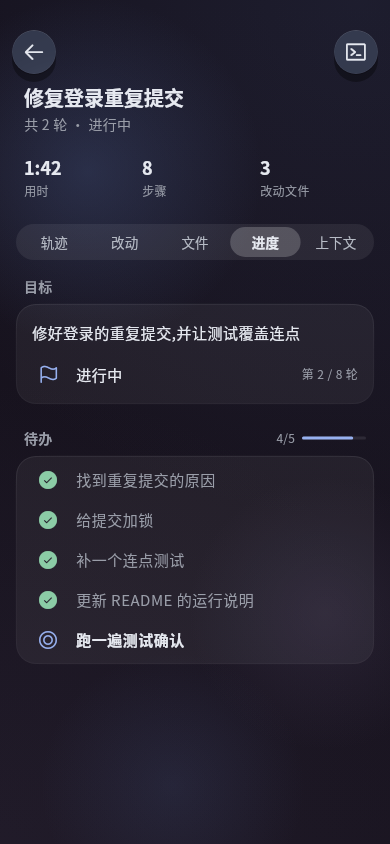 修复登录重复提交
共 2 轮 · 进行中
1:42 8 3
用时 步骤 改动文件
轨迹 改动 文件 进度 上下文
目标
修好登录的重复提交,并让测试覆盖连点
进行中 第 2 / 8 轮
待办 4/5
找到重复提交的原因
给提交加锁
补一个连点测试
更新 README 的运行说明
跑一遍测试确认